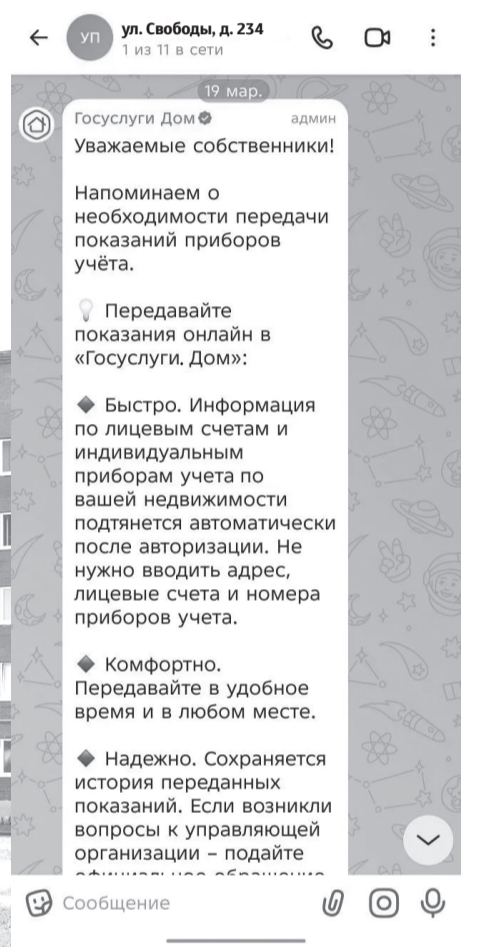 УП
ул. Свободы, д. 234
1 из 11 в сети
19 мар.
Госуслуги Дом
админ
Уважаемые собственники!
Напоминаем о
необходимости передачи
показаний приборов
учёта.
Передавайте
показания онлайн в
«Госуслуги. Дом»:
Быстро. Информация
по лицевым счетам и
индивидуальным
приборам учета по
вашей недвижимости
подтянется автоматически
после авторизации. Не
нужно вводить адрес,
лицевые счета и номера
приборов учета.
Комфортно.
Передавайте в удобное
время и в любом месте.
Надежно. Сохраняется
история переданных
показаний. Если возникли
вопросы к управляющей
организации – подайте
официальное обращение
Сообщение